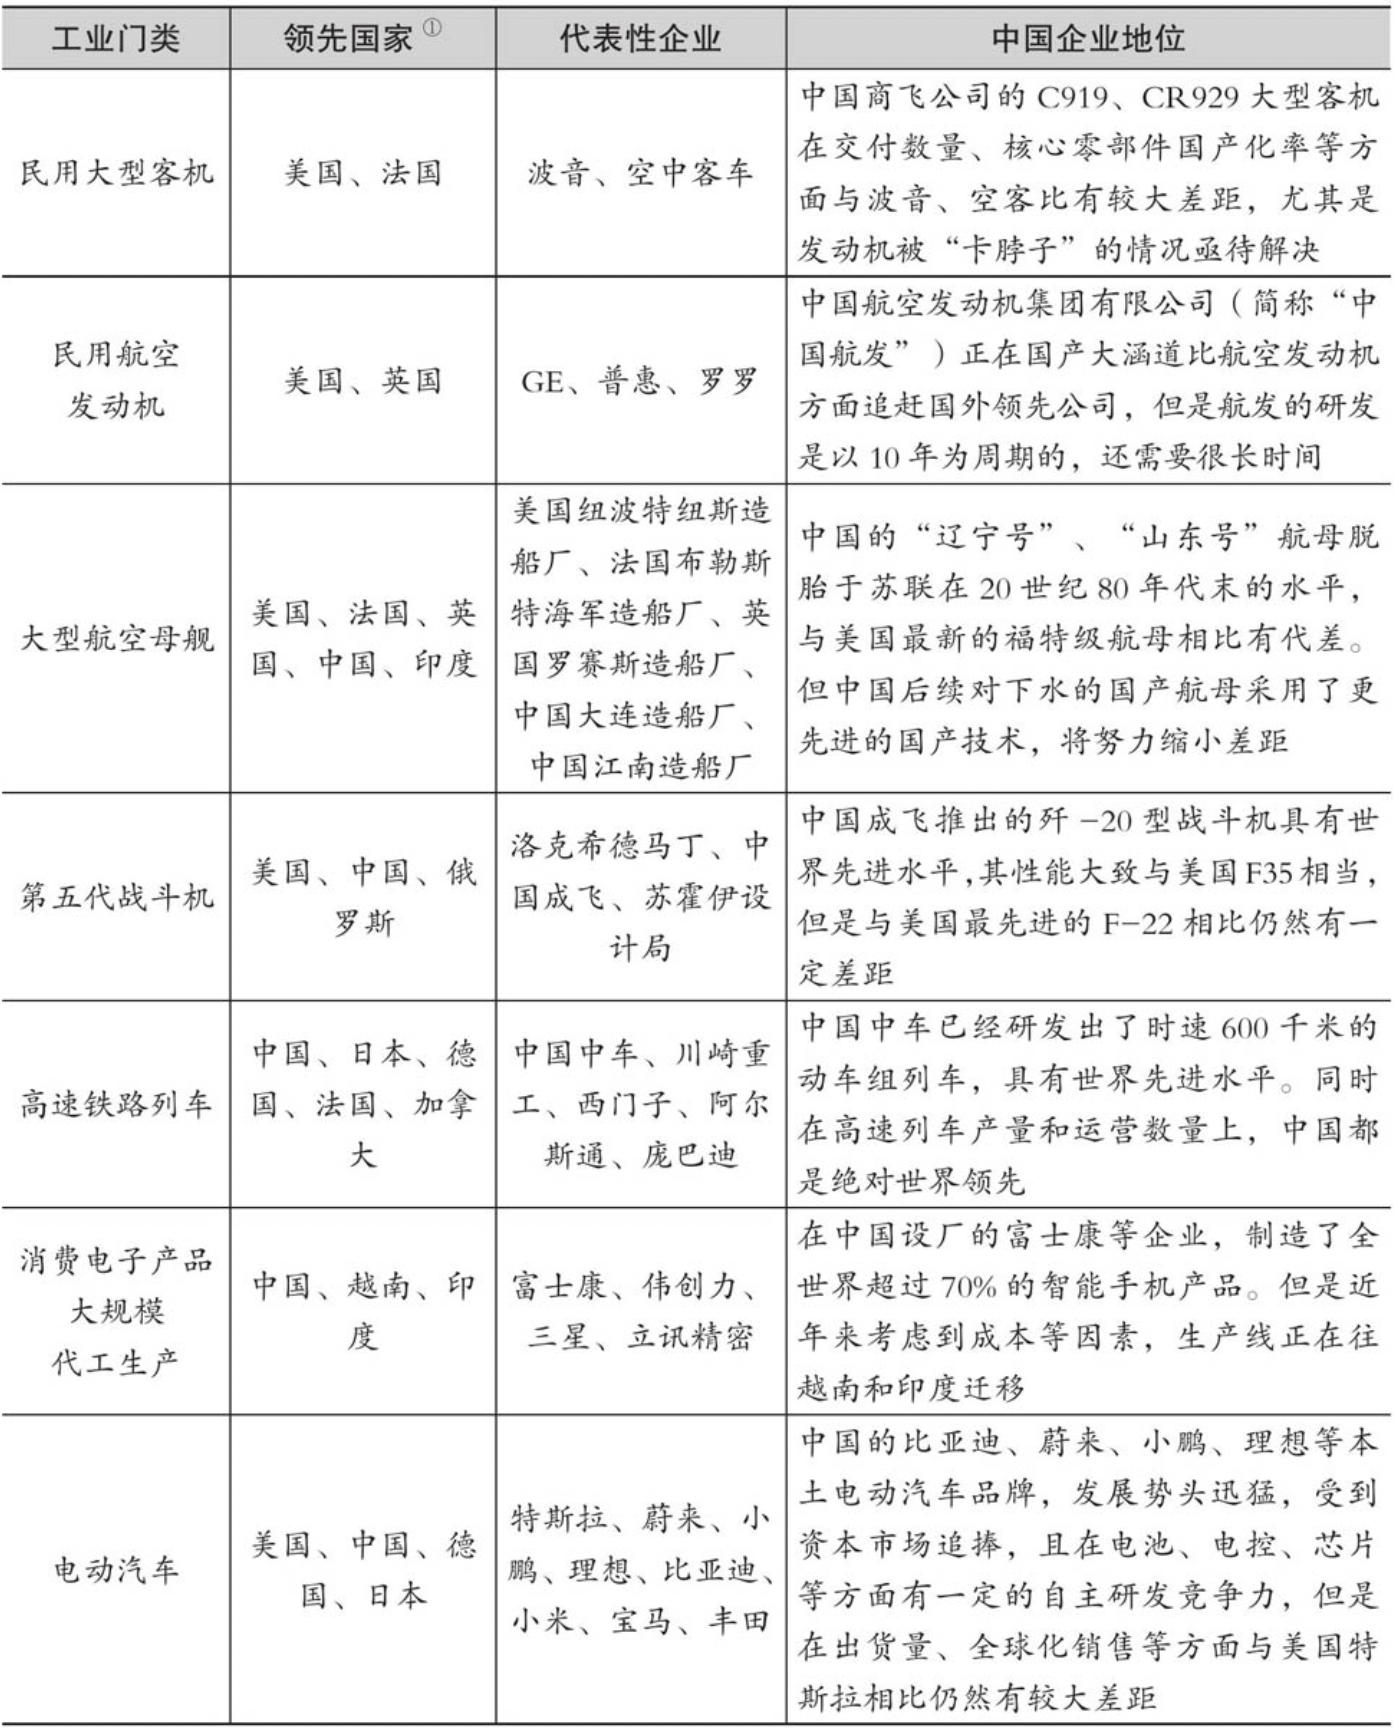 工业门类 领先国家① 代表性企业 中国企业地位
民用大型客机
美国、法国
波音、空中客车
中国商飞公司的 C919、CR929 大型客机
在交付数量、核心零部件国产化率等方
面与波音、空客比有较大差距，尤其是
发动机被“卡脖子”的情况亟待解决
民用航空
发动机
美国、英国
GE、普惠、罗罗
中国航空发动机集团有限公司（简称“中
国航发”）正在国产大涵道比航空发动机
方面追赶国外领先公司，但是航发的研发
是以 10 年为周期的，还需要很长时间
大型航空母舰
美国、法国、英
国、中国、印度
美国纽波特纽斯造
船厂、法国布勒斯
特海军造船厂、英
国罗赛斯造船厂、
中国大连造船厂、
中国江南造船厂
中国的“辽宁号”、“山东号”航母脱
胎于苏联在 20 世纪 80 年代末的水平，
与美国最新的福特级航母相比有代差。
但中国后续对下水的国产航母采用了更
先进的国产技术，将努力缩小差距
第五代战斗机
美国、中国、俄
罗斯
洛克希德马丁、中
国成飞、苏霍伊设
计局
中国成飞推出的歼 -20 型战斗机具有世
界先进水平，其性能大致与美国 F35 相当，
但是与美国最先进的 F-22 相比仍然有一
定差距
高速铁路列车
中国、日本、德
国、法国、加拿
大
中国中车、川崎重
工、西门子、阿尔
斯通、庞巴迪
中国中车已经研发出了时速 600 千米的
动车组列车，具有世界先进水平。同时
在高速列车产量和运营数量上，中国都
是绝对世界领先
消费电子产品
大规模
代工生产
中国、越南、印
度
富士康、伟创力、
三星、立讯精密
在中国设厂的富士康等企业，制造了全
世界超过 70% 的智能手机产品。但是近
年来考虑到成本等因素，生产线正在往
越南和印度迁移
电动汽车
美国、中国、德
国、日本
特斯拉、蔚来、小
鹏、理想、比亚迪、
小米、宝马、丰田
中国的比亚迪、蔚来、小鹏、理想等本
土电动汽车品牌，发展势头迅猛，受到
资本市场追捧，且在电池、电控、芯片
等方面有一定的自主研发竞争力，但是
在出货量、全球化销售等方面与美国特
斯拉相比仍然有较大差距